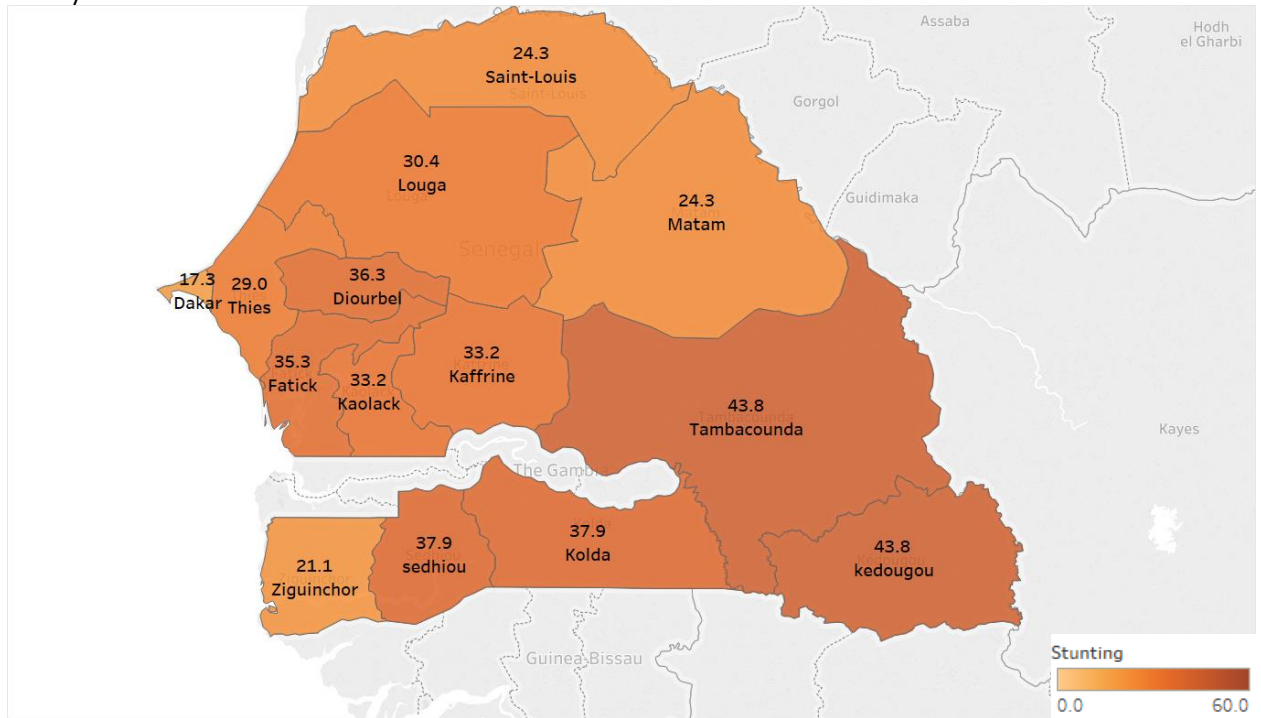 Assaba
Hodh
el Gharbi
24.3
Saint-Louis
Saint-Louis
Gorgol
30.4
Louga
Louga
Guidimaka
24.3
Matam
Senegal
17.3
Dakar
29.0
Thies
36.3
Diourbel
35.3
Fatick
33.2
Kaolack
33.2
Kaffrine
43.8
Tambacounda
Tambacounda
Kayes
The Gambia
21.1
Ziguinchor
Ziguinchor
37.9
sedhiou
37.9
Kolda
43.8
kedougou
Guinea-Bissau
Stunting
0.0
60.0